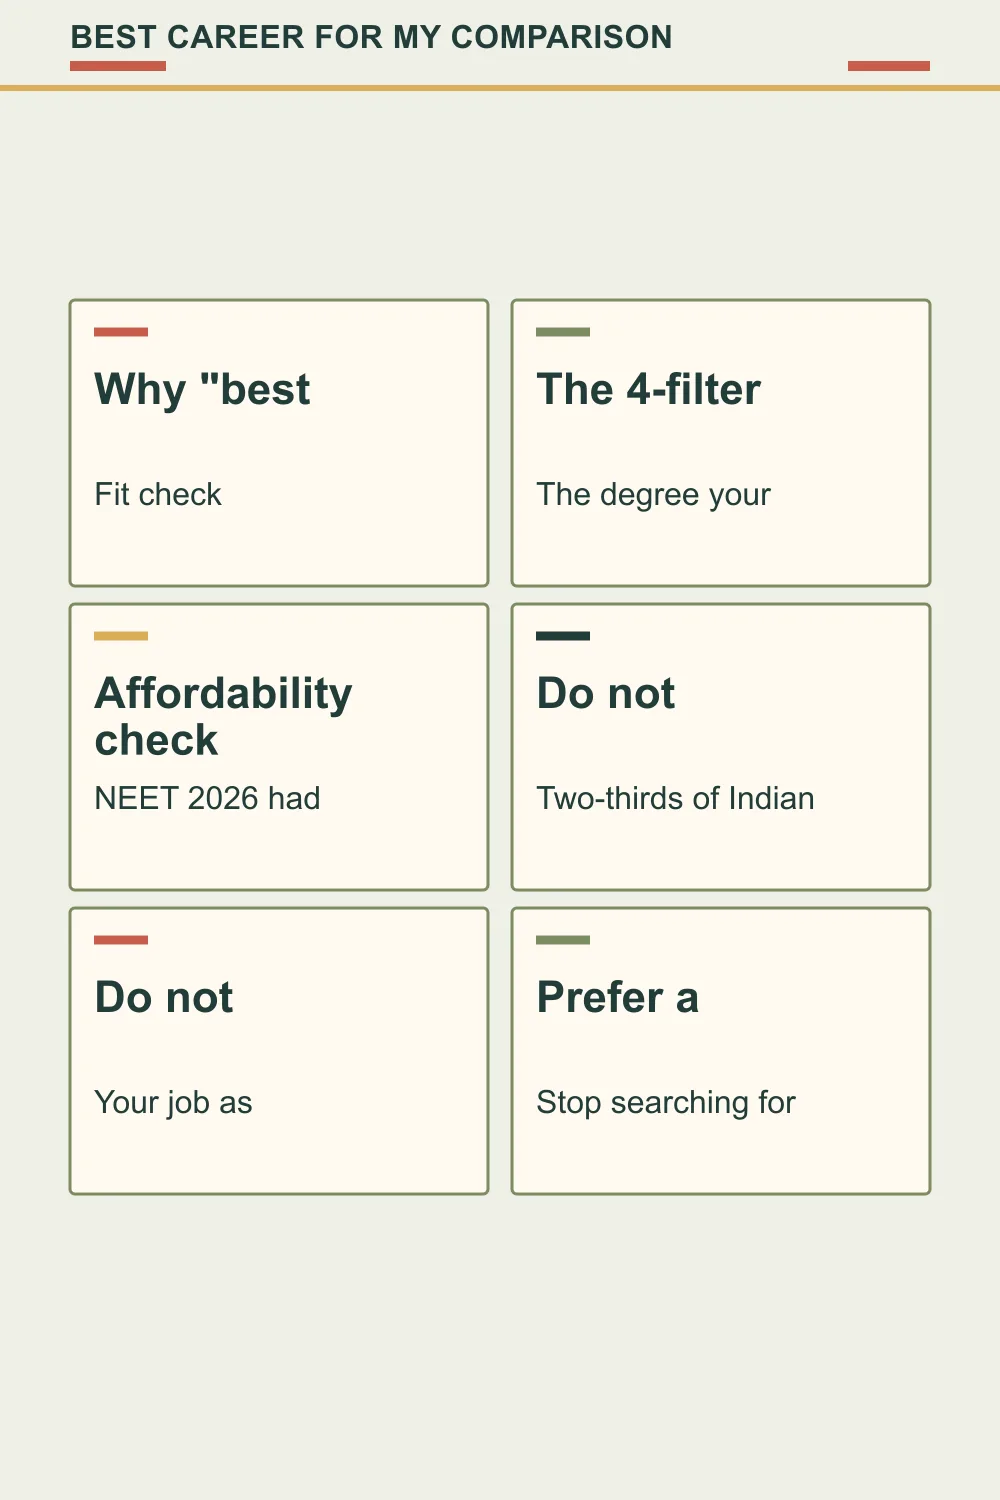 BEST CAREER FOR MY COMPARISON
Why "best
Fit check
The 4-filter
The degree your
Affordability
check
NEET 2026 had
Do not
Two-thirds of Indian
Do not
Your job as
Prefer a
Stop searching for